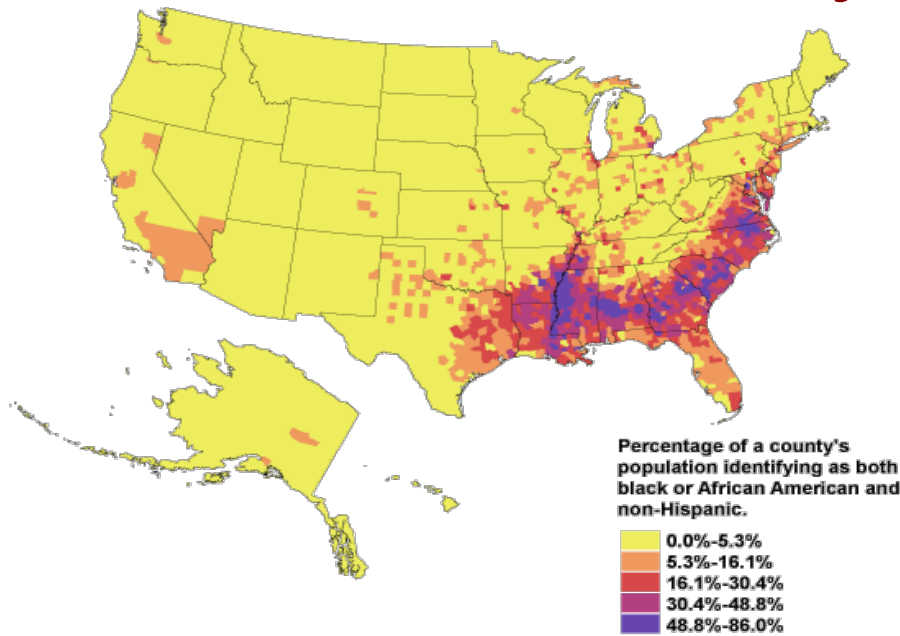 Percentage of a county's
population identifying as both
black or African American and
non-Hispanic.
0.0%-5.3%
5.3%-16.1%
16.1%-30.4%
30.4%-48.8%
48.8%-86.0%